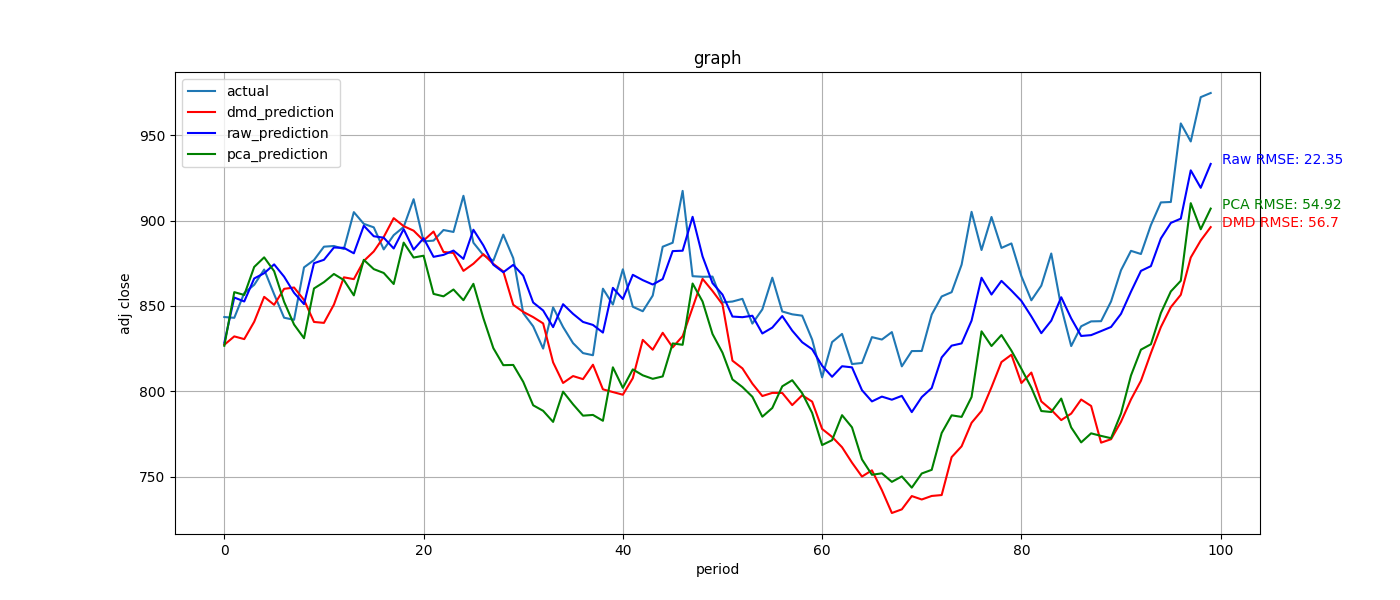 graph
actual
dmd_prediction
raw_prediction
pca_prediction
adj close
950
900
850
800
750
Raw RMSE: 22.35
PCA RMSE: 54.92
DMD RMSE: 56.7
0 20 40 60 80 100
period